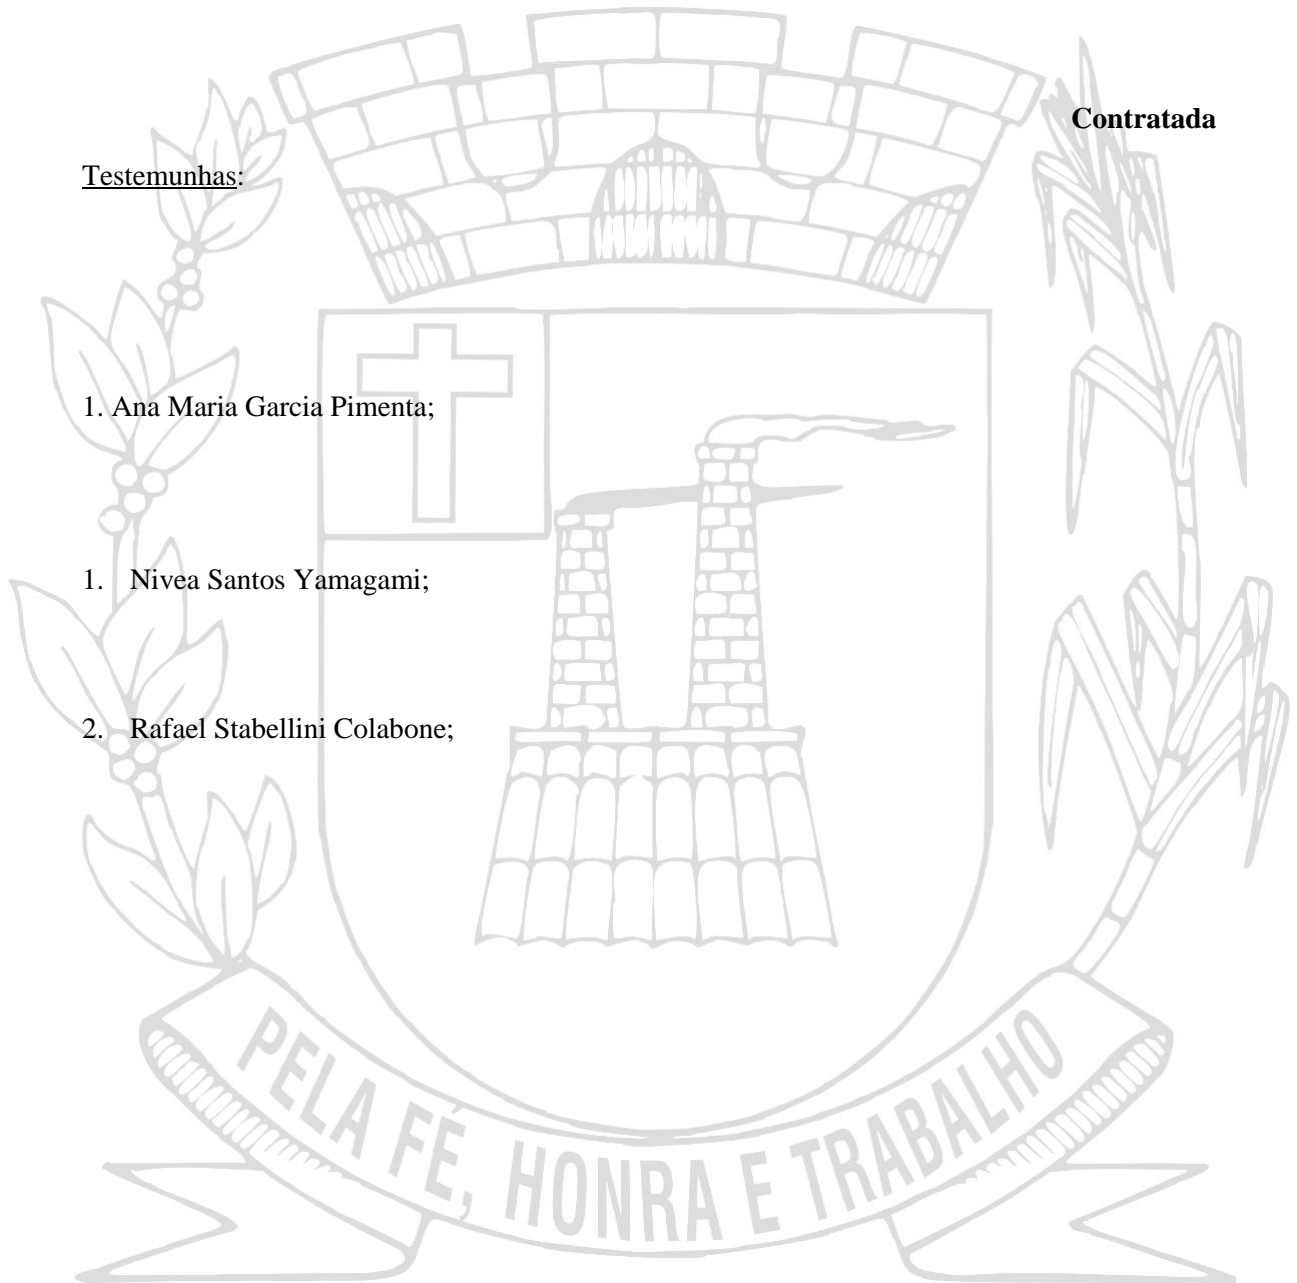 Contratada
Testemunhas:
1. Ana Maria Garcia Pimenta;
1. Nivea Santos Yamagami;
2. Rafael Stabellini Colabone;
PELA FÉ, HONRA E TRABALHO